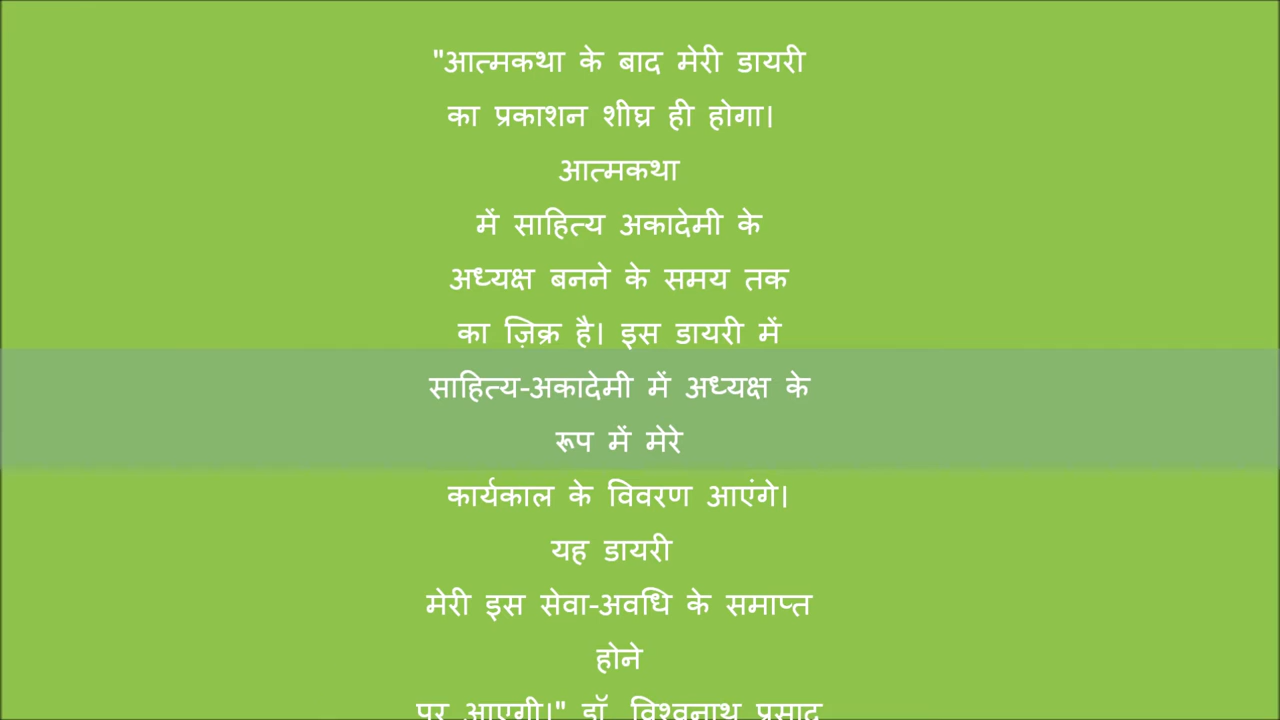 "आत्मकथा के बाद मेरी डायरी
का प्रकाशन शीघ्र ही होगा।
आत्मकथा
में साहित्य अकादेमी के
अध्यक्ष बनने के समय तक
का ज़िक्र है। इस डायरी में
साहित्य-अकादेमी में अध्यक्ष के
रूप में मेरे
कार्यकाल के विवरण आएंगे।
यह डायरी
मेरी इस सेवा-अवधि के समाप्त
होने
पर आएगी।" डॉ विश्वनाथ प्रसाद